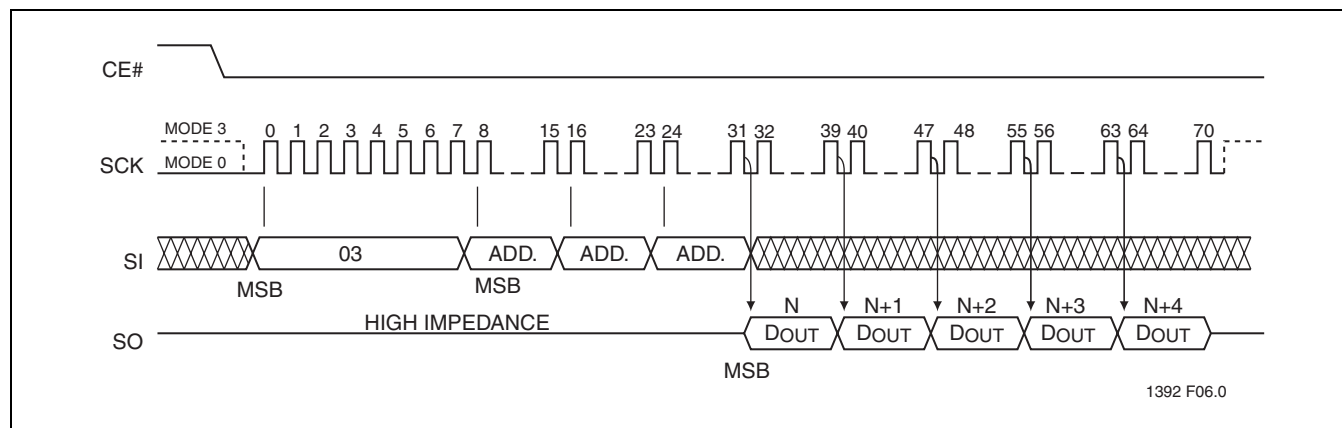 CE#
MODE 3
0 1 2 3 4 5 6 7 8 15 16 23 24 31 32 39 40 47 48 55 56 63 64 70
SCK
MODE 0
SI
03
ADD.
ADD.
ADD.
MSB
MSB
N
N+1
N+2
N+3
N+4
HIGH IMPEDANCE
SO
DOUT
DOUT
DOUT
DOUT
DOUT
MSB
1392 F06.0